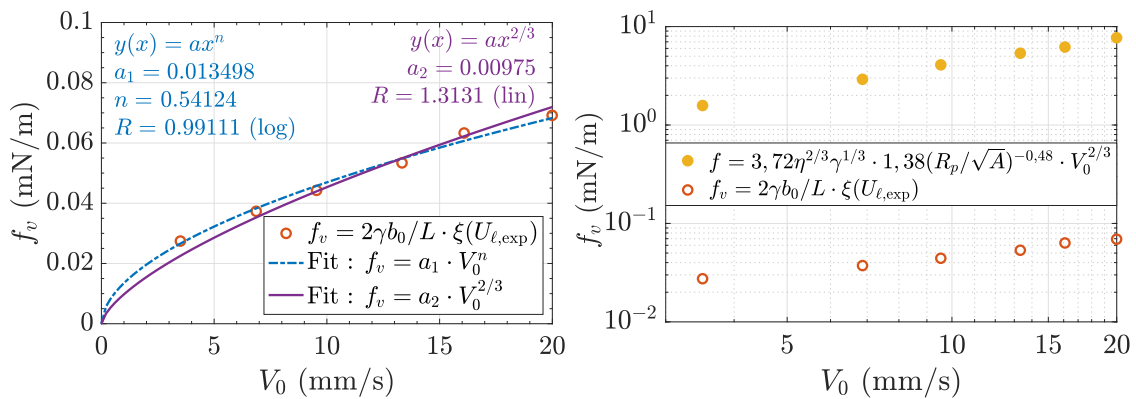 0.1
0.08
0.06
0.04
0.02
0
f_v (mN/m)
y(x) = ax^n
a_1 = 0.013498
n = 0.54124
R = 0.99111 (log)
y(x) = ax^{2/3}
a_2 = 0.00975
R = 1.3131 (lin)
f_v = 2γb_0/L · ξ(U_{ℓ,exp})
Fit : f_v = a_1 · V_0^n
Fit : f_v = a_2 · V_0^{2/3}
0 5 10 15 20
V_0 (mm/s)
10^1
10^0
10^{-1}
10^{-2}
f_v (mN/m)
f = 3,72η^{2/3}γ^{1/3} · 1,38(R_p/√A)^{-0,48} · V_0^{2/3}
f_v = 2γb_0/L · ξ(U_{ℓ,exp})
5 10 15 20
V_0 (mm/s)